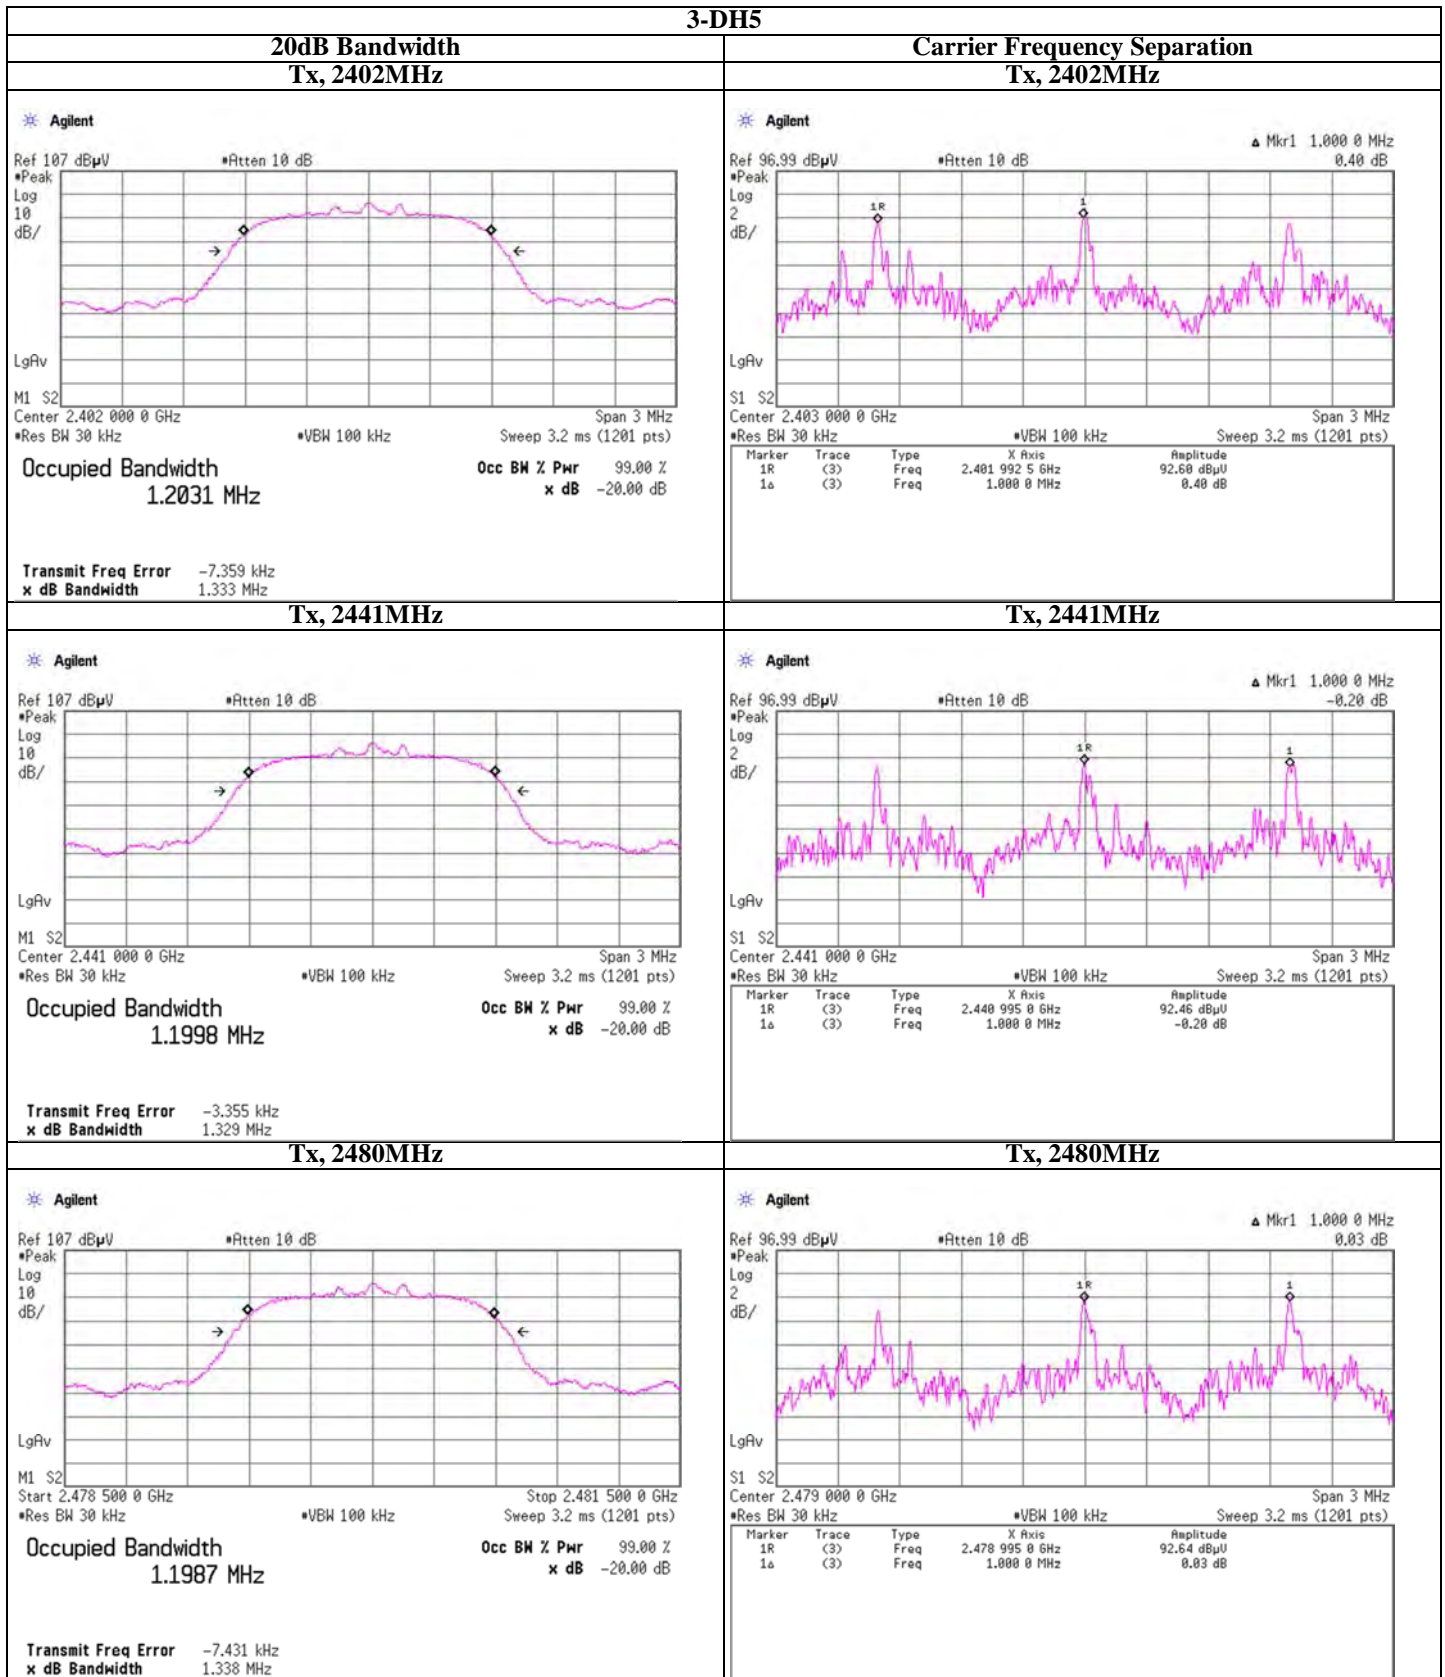 3-DH5
20dB Bandwidth
Carrier Frequency Separation
Tx, 2402MHz
Tx, 2402MHz
Agilent
Ref 107 dBµV #Atten 10 dB
#Peak
Log
10
dB/
LgAv
M1 S2
Center 2.402 000 0 GHz Span 3 MHz
#Res BW 30 kHz #VBW 100 kHz Sweep 3.2 ms (1201 pts)
Occupied Bandwidth Occ BW % Pwr 99.00 %
1.2031 MHz x dB -20.00 dB
Transmit Freq Error -7.359 kHz
x dB Bandwidth 1.333 MHz
Agilent
Δ Mkr1 1.000 0 MHz
Ref 96.99 dBµV #Atten 10 dB 0.40 dB
#Peak
Log
2
dB/
1R
1
LgAv
S1 S2
Center 2.403 000 0 GHz Span 3 MHz
#Res BW 30 kHz #VBW 100 kHz Sweep 3.2 ms (1201 pts)
Marker Trace Type X Axis Amplitude
1R (3) Freq 2.401 992 5 GHz 92.60 dBµV
1Δ (3) Freq 1.000 0 MHz 0.40 dB
Tx, 2441MHz
Tx, 2441MHz
Agilent
Ref 107 dBµV #Atten 10 dB
#Peak
Log
10
dB/
LgAv
M1 S2
Center 2.441 000 0 GHz Span 3 MHz
#Res BW 30 kHz #VBW 100 kHz Sweep 3.2 ms (1201 pts)
Occupied Bandwidth Occ BW % Pwr 99.00 %
1.1998 MHz x dB -20.00 dB
Transmit Freq Error -3.355 kHz
x dB Bandwidth 1.329 MHz
Agilent
Δ Mkr1 1.000 0 MHz
Ref 96.99 dBµV #Atten 10 dB -0.20 dB
#Peak
Log
2
dB/
1R
1
LgAv
S1 S2
Center 2.441 000 0 GHz Span 3 MHz
#Res BW 30 kHz #VBW 100 kHz Sweep 3.2 ms (1201 pts)
Marker Trace Type X Axis Amplitude
1R (3) Freq 2.440 995 0 GHz 92.46 dBµV
1Δ (3) Freq 1.000 0 MHz -0.20 dB
Tx, 2480MHz
Tx, 2480MHz
Agilent
Ref 107 dBµV #Atten 10 dB
#Peak
Log
10
dB/
LgAv
M1 S2
Start 2.478 500 0 GHz Stop 2.481 500 0 GHz
#Res BW 30 kHz #VBW 100 kHz Sweep 3.2 ms (1201 pts)
Occupied Bandwidth Occ BW % Pwr 99.00 %
1.1987 MHz x dB -20.00 dB
Transmit Freq Error -7.431 kHz
x dB Bandwidth 1.338 MHz
Agilent
Δ Mkr1 1.000 0 MHz
Ref 96.99 dBµV #Atten 10 dB 0.03 dB
#Peak
Log
2
dB/
1R
1
LgAv
S1 S2
Center 2.479 000 0 GHz Span 3 MHz
#Res BW 30 kHz #VBW 100 kHz Sweep 3.2 ms (1201 pts)
Marker Trace Type X Axis Amplitude
1R (3) Freq 2.478 995 0 GHz 92.64 dBµV
1Δ (3) Freq 1.000 0 MHz 0.03 dB